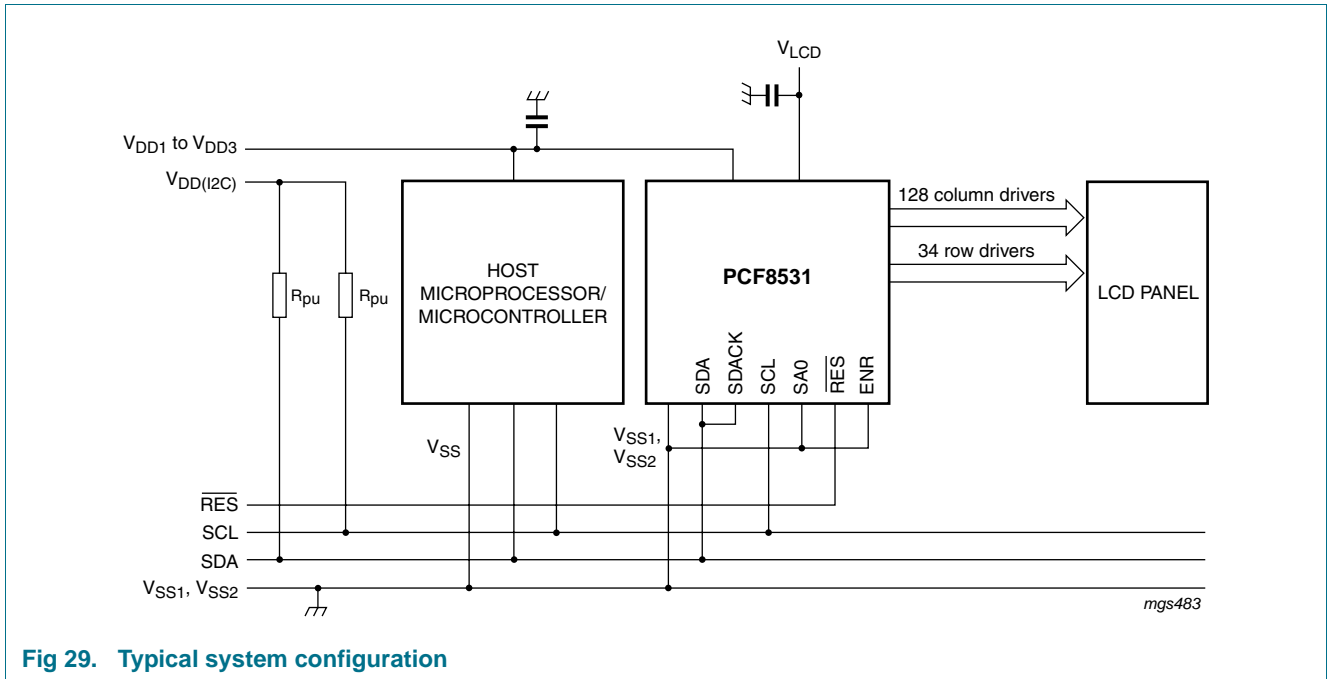 VLCD
VDD1 to VDD3
VDD(I2C)
Rpu
Rpu
HOST
MICROPROCESSOR/
MICROCONTROLLER
PCF8531
128 column drivers
34 row drivers
LCD PANEL
SDA
SDACK
SCL
SA0
RES
ENR
VSS
VSS1,
VSS2
RES
SCL
SDA
VSS1, VSS2
mgs483
Fig 29. Typical system configuration